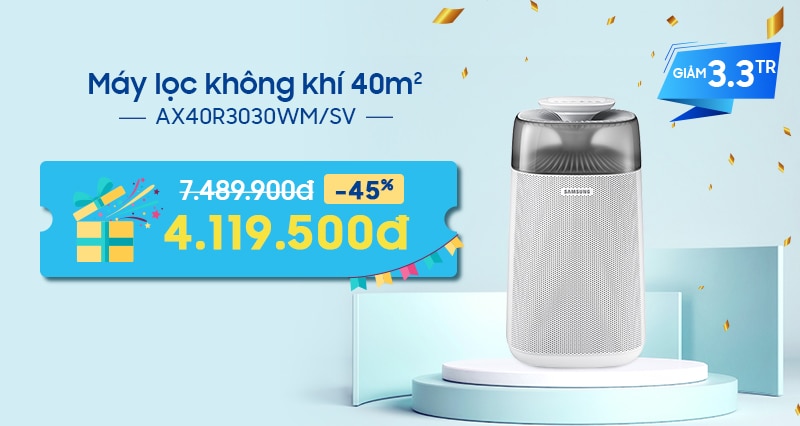 Máy lọc không khí 40m²
AX40R3030WM/SV
7.489.900đ -45%
4.119.500đ
GIẢM 3.3TR
SAMSUNG